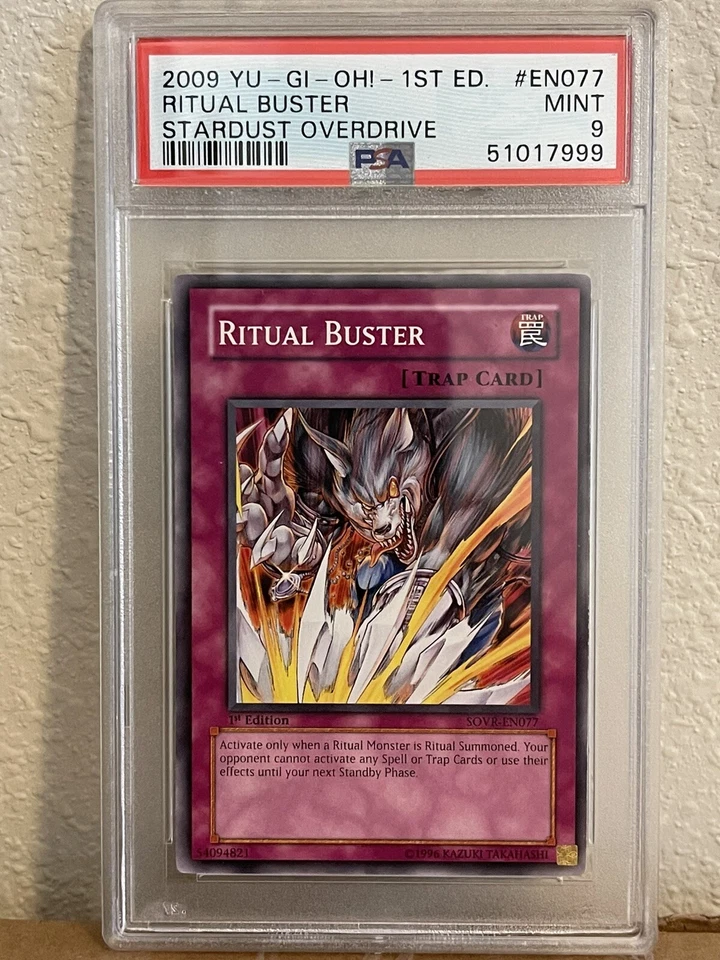 2009 YU-GI-OH!-1ST ED. #EN077
RITUAL BUSTER MINT
STARDUST OVERDRIVE 9
PSA 51017999
RITUAL BUSTER
TRAP
罠
[TRAP CARD]
1st Edition SOVR-EN077
Activate only when a Ritual Monster is Ritual Summoned. Your
opponent cannot activate any Spell or Trap Cards or use their
effects until your next Standby Phase.
54094821 ©1996 KAZUKI TAKAHASHI